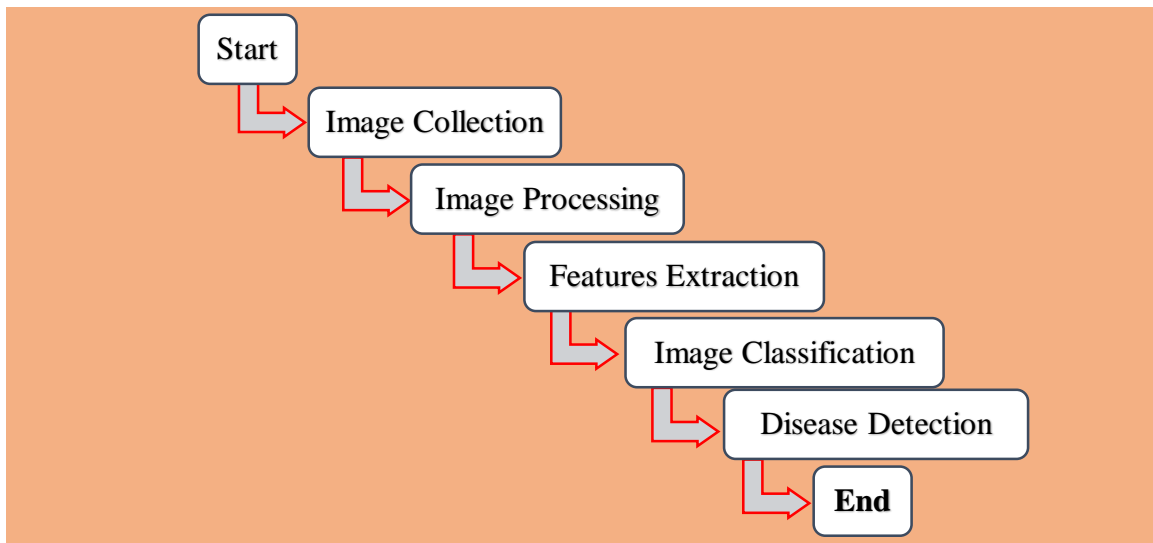 Start
Image Collection
Image Processing
Features Extraction
Image Classification
Disease Detection
End